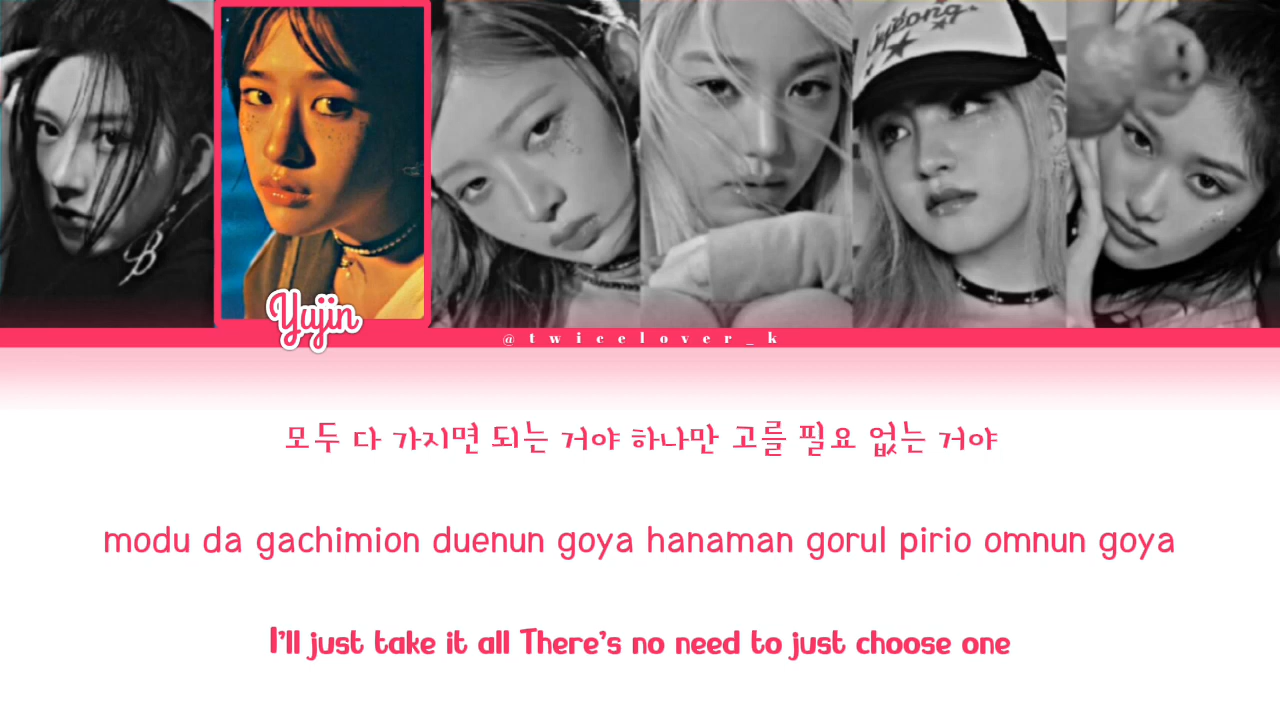 Yujin
@twicelover_k
모두 다 가지면 되는 거야 하나만 고를 필요 없는 거야
modu da gachimion duenun goya hanaman gorul pirio omnun goya
I'll just take it all There's no need to just choose one